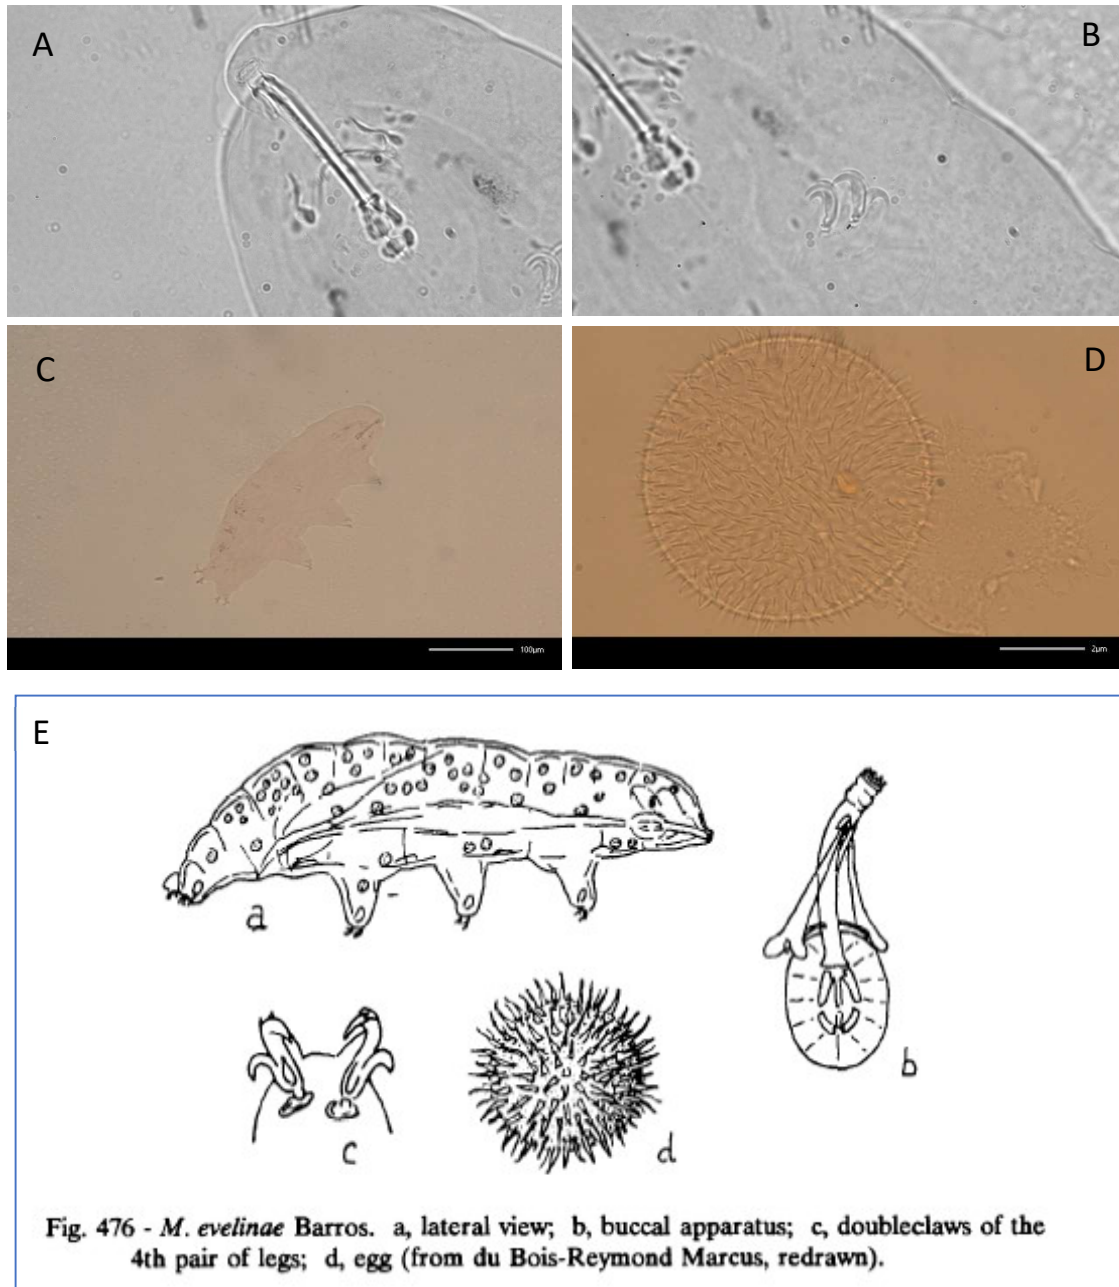 A
B
C
100µm
D
2µm
E
a
b
c
d
Fig. 476 - M. evelinae Barros. a, lateral view; b, buccal apparatus; c, doubleclaws of the
4th pair of legs; d, egg (from du Bois-Reymond Marcus, redrawn).